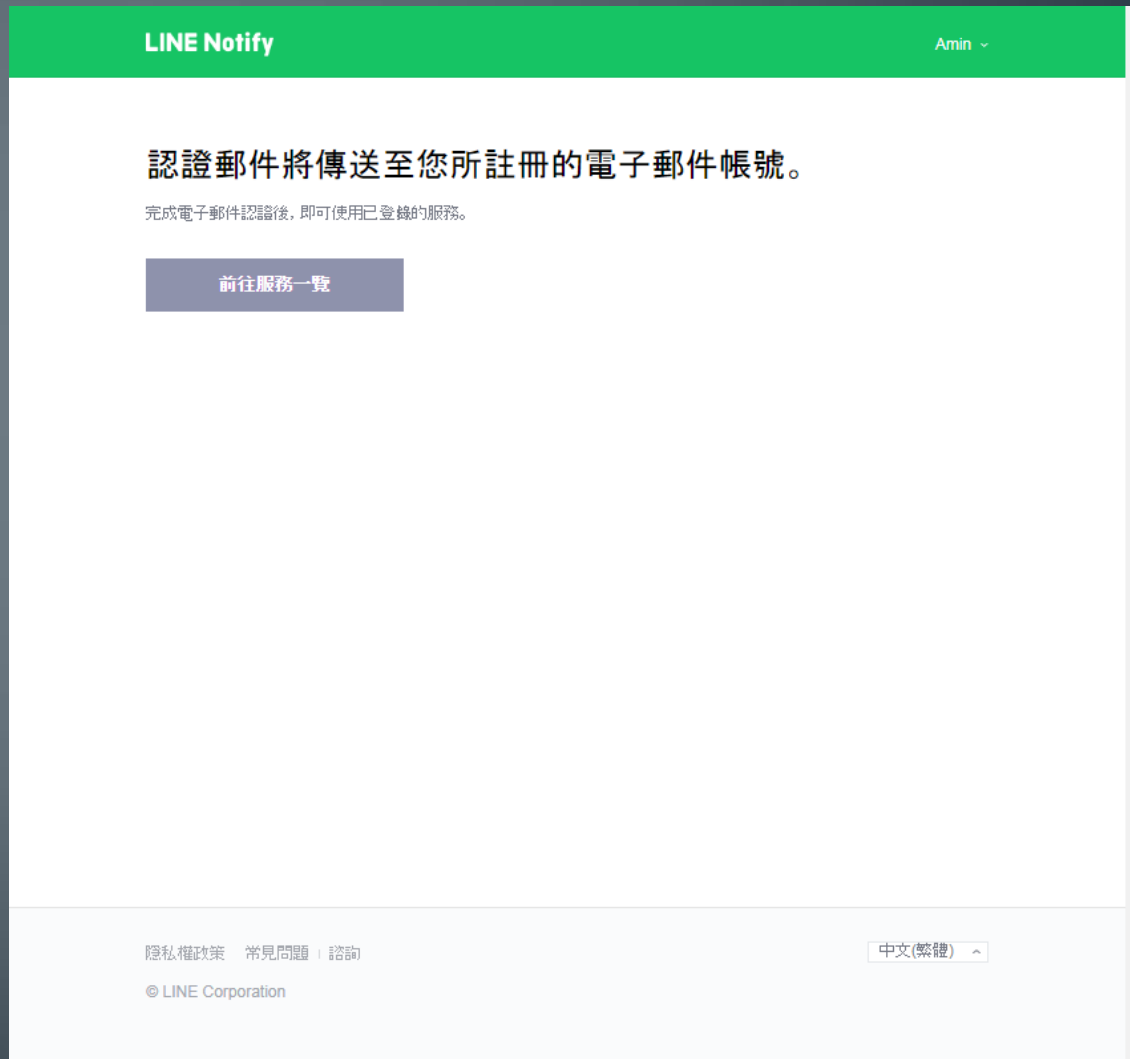 LINE Notify
Amin
認證郵件將傳送至您所註冊的電子郵件帳號。
完成電子郵件認證後, 即可使用已登錄的服務。
前往服務一覽
隱私權政策 常見問題 諮詢
中文(繁體)
© LINE Corporation